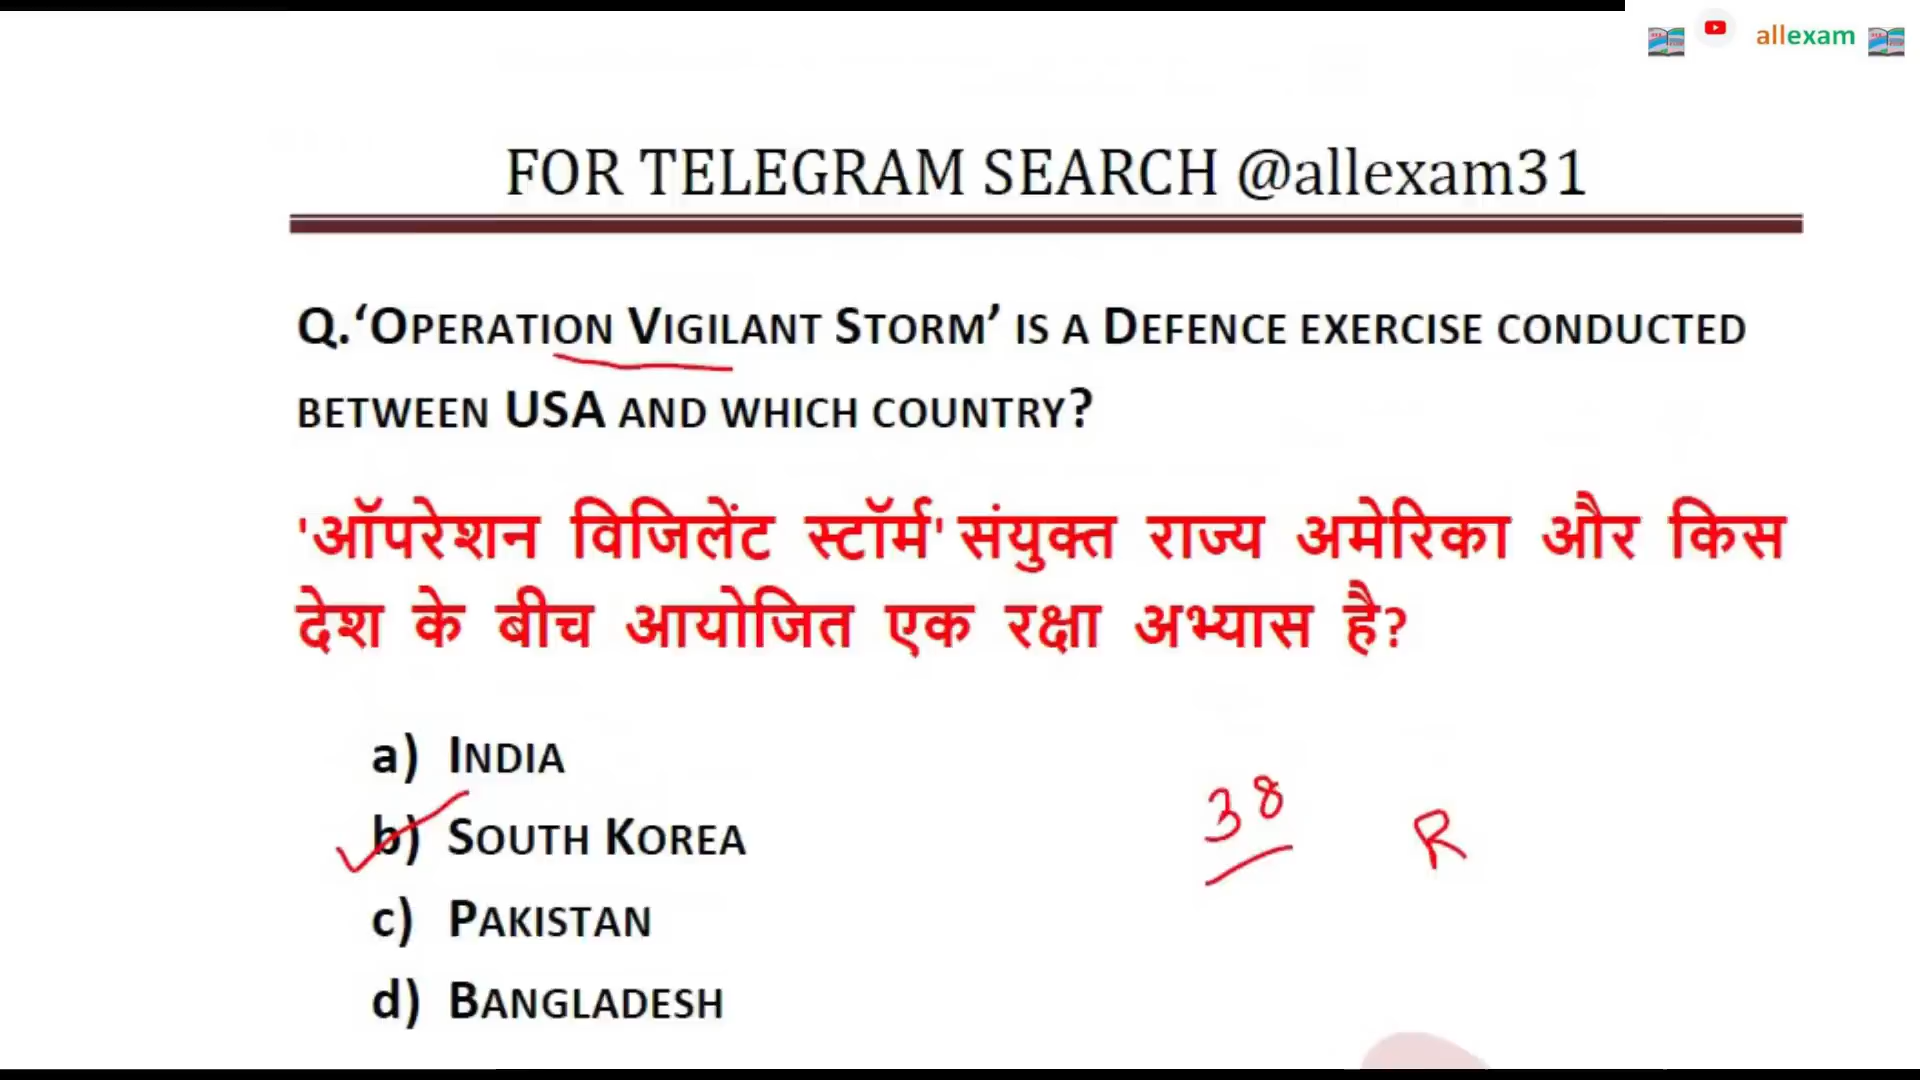 allexam
FOR TELEGRAM SEARCH @allexam31
Q.‘OPERATION VIGILANT STORM’ IS A DEFENCE EXERCISE CONDUCTED
BETWEEN USA AND WHICH COUNTRY?
'ऑपरेशन विजिलेंट स्टॉर्म' संयुक्त राज्य अमेरिका और किस
देश के बीच आयोजित एक रक्षा अभ्यास है?
a) INDIA
b) SOUTH KOREA
38 R
c) PAKISTAN
d) BANGLADESH